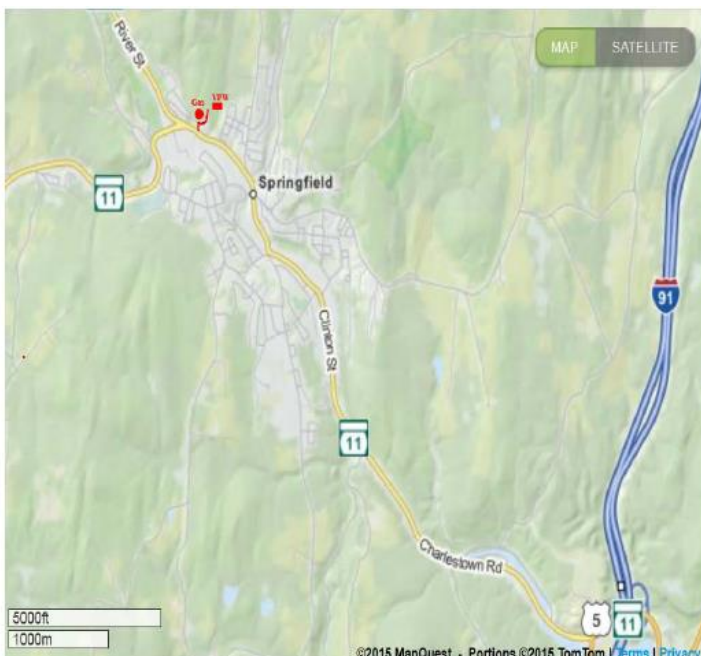 River St
MAP
SATELLITE
Gas
VFW
11
Springfield
91
Clinton St
11
Charlestown Rd
5000ft
1000m
5
11
©2015 MapQuest - Portions ©2015 TomTom | Terms | Privacy